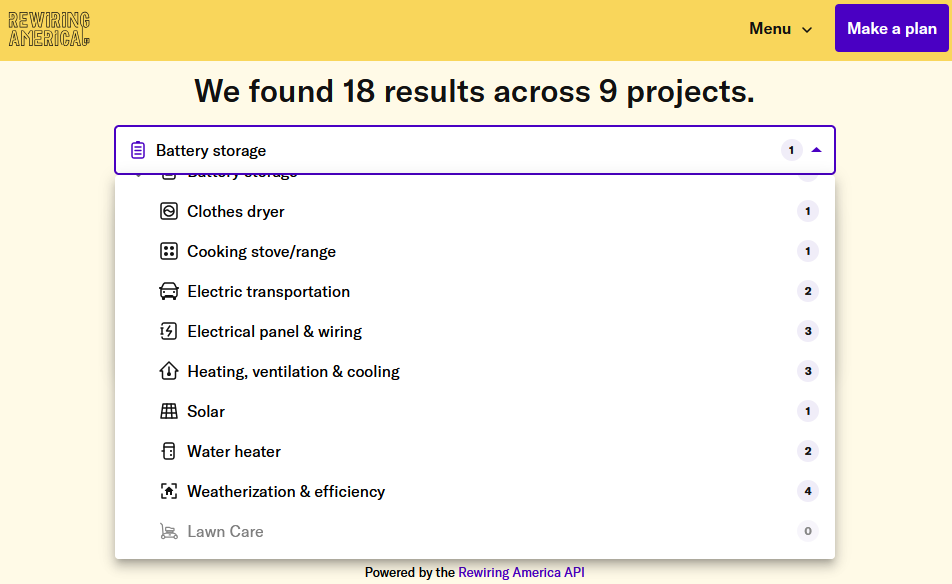 REWIRING
AMERICA
Menu
Make a plan
We found 18 results across 9 projects.
Battery storage 1
Battery storage
Clothes dryer 1
Cooking stove/range 1
Electric transportation 2
Electrical panel & wiring 3
Heating, ventilation & cooling 3
Solar 1
Water heater 2
Weatherization & efficiency 4
Lawn Care 0
Powered by the Rewiring America API